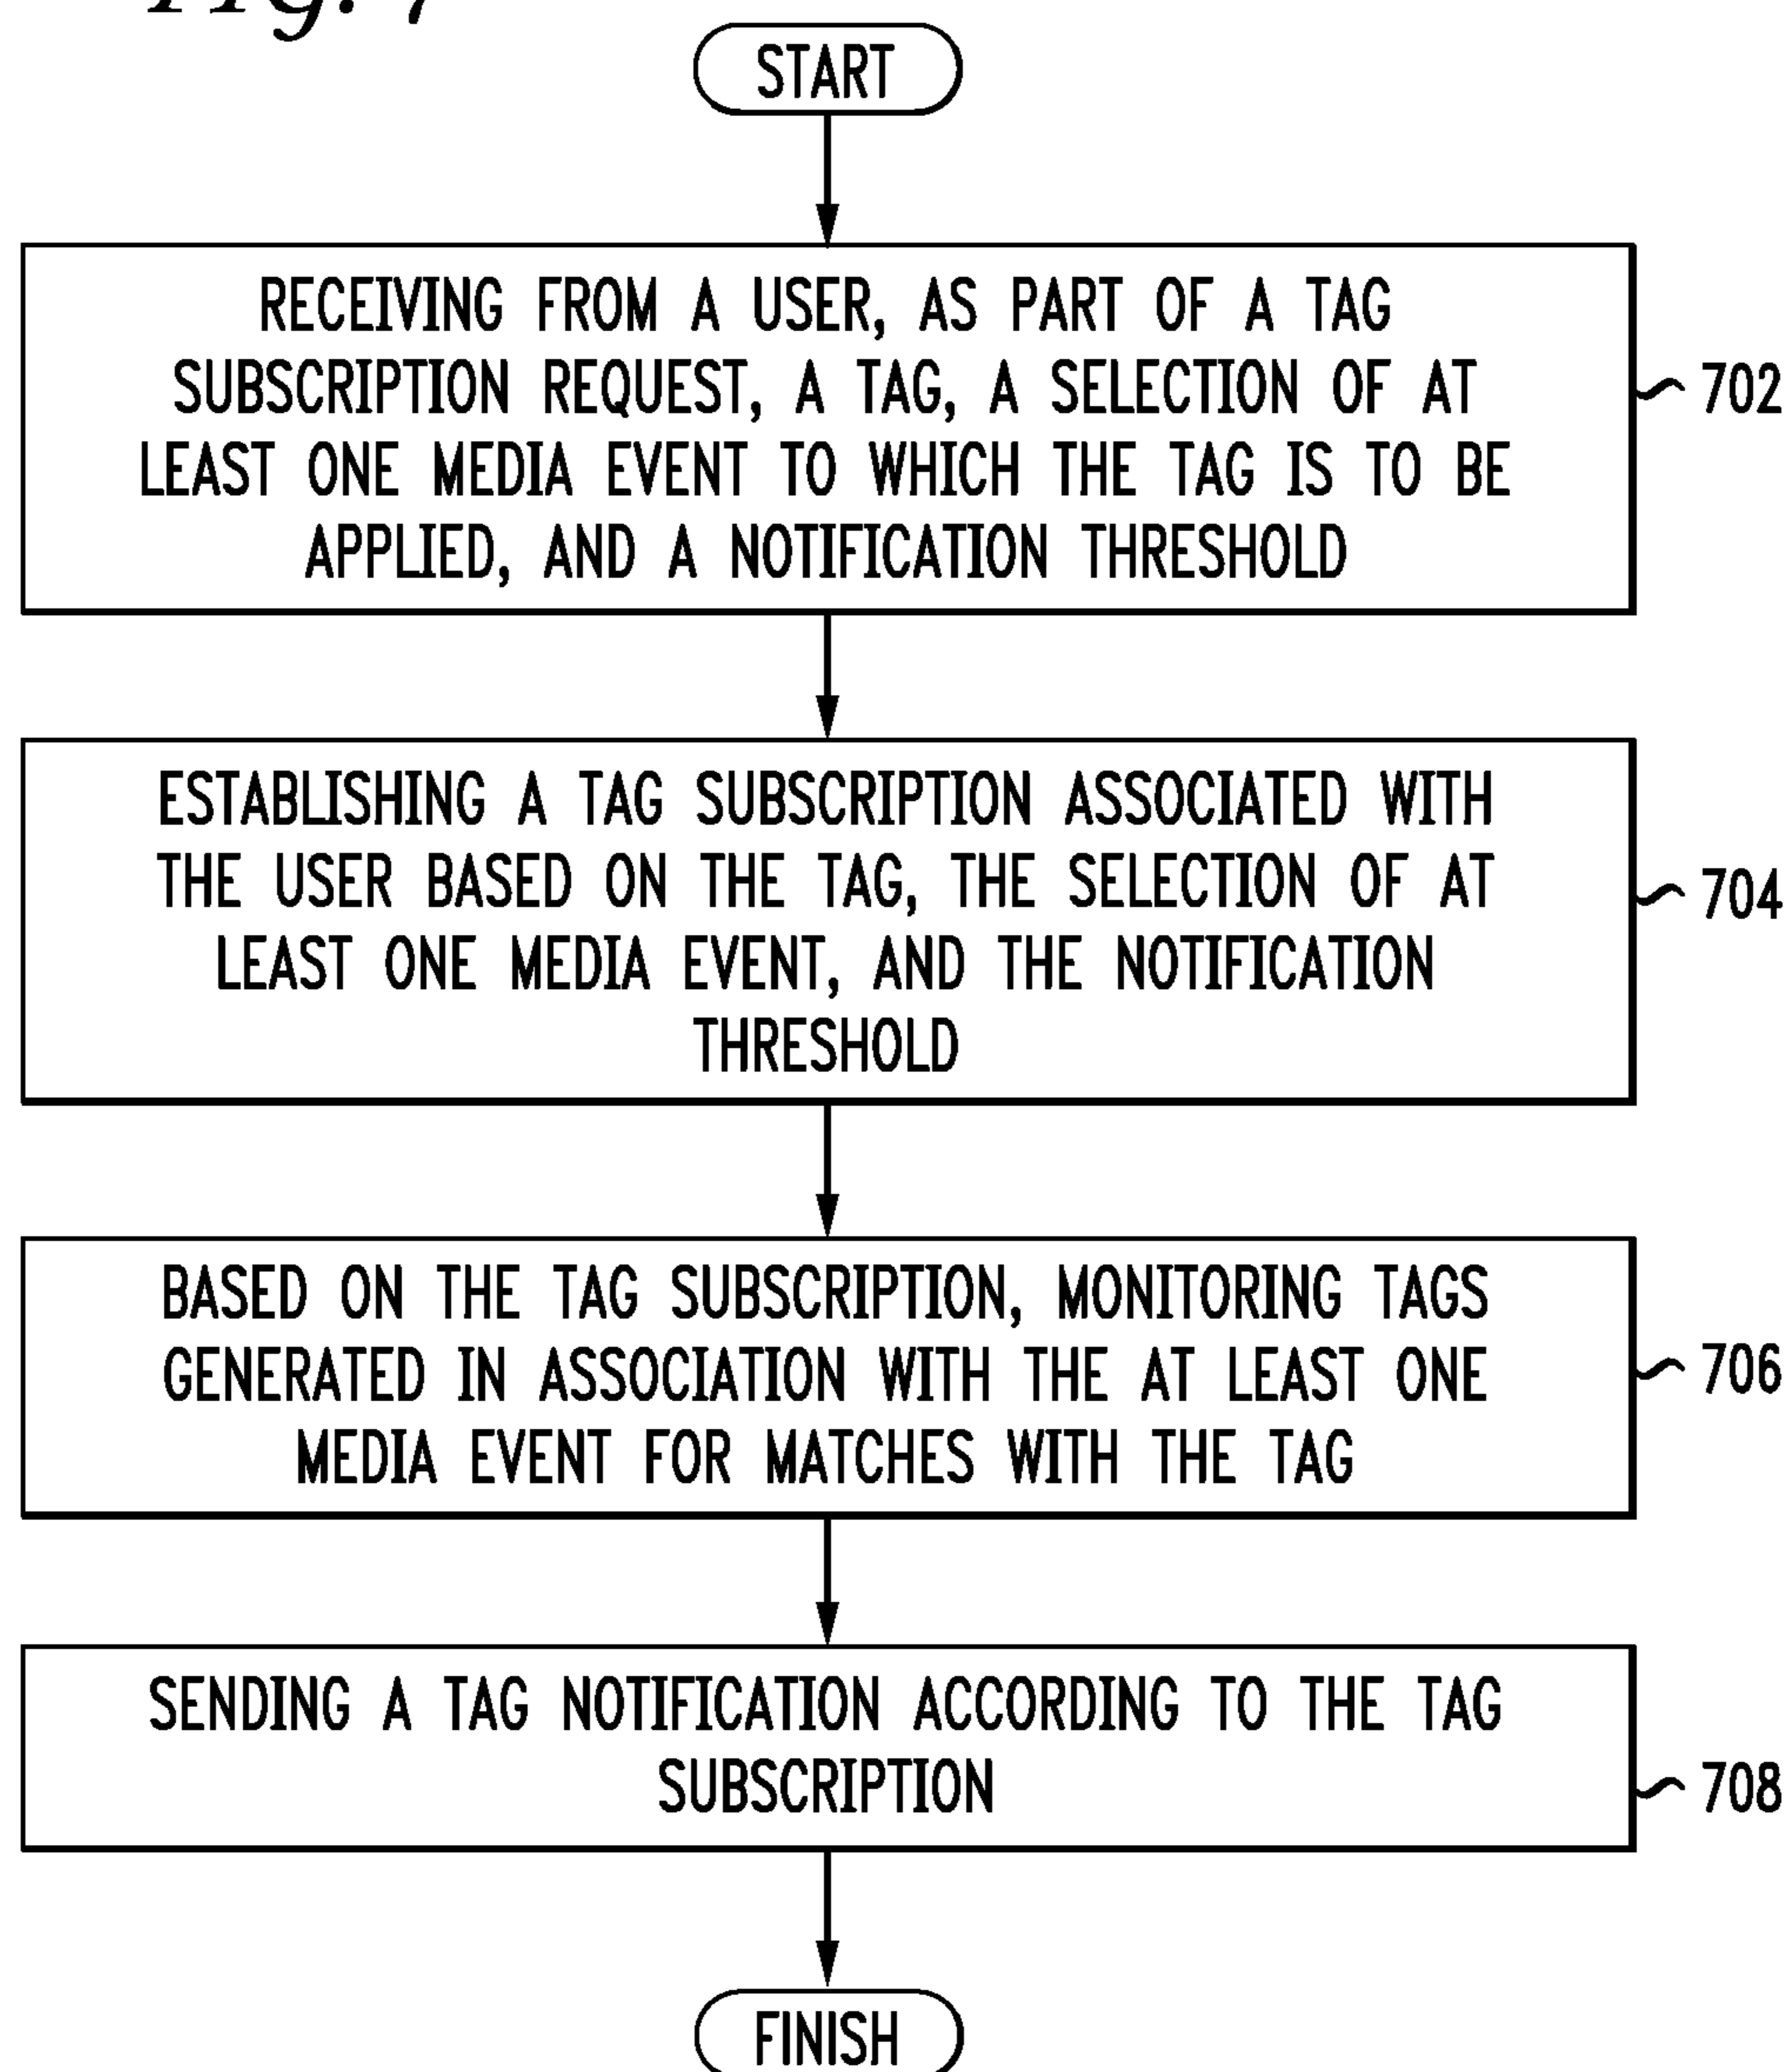 Fig. 7
START
RECEIVING FROM A USER, AS PART OF A TAG
SUBSCRIPTION REQUEST, A TAG, A SELECTION OF AT
LEAST ONE MEDIA EVENT TO WHICH THE TAG IS TO BE
APPLIED, AND A NOTIFICATION THRESHOLD
702
ESTABLISHING A TAG SUBSCRIPTION ASSOCIATED WITH
THE USER BASED ON THE TAG, THE SELECTION OF AT
LEAST ONE MEDIA EVENT, AND THE NOTIFICATION
THRESHOLD
704
BASED ON THE TAG SUBSCRIPTION, MONITORING TAGS
GENERATED IN ASSOCIATION WITH THE AT LEAST ONE
MEDIA EVENT FOR MATCHES WITH THE TAG
706
SENDING A TAG NOTIFICATION ACCORDING TO THE TAG
SUBSCRIPTION
708
FINISH